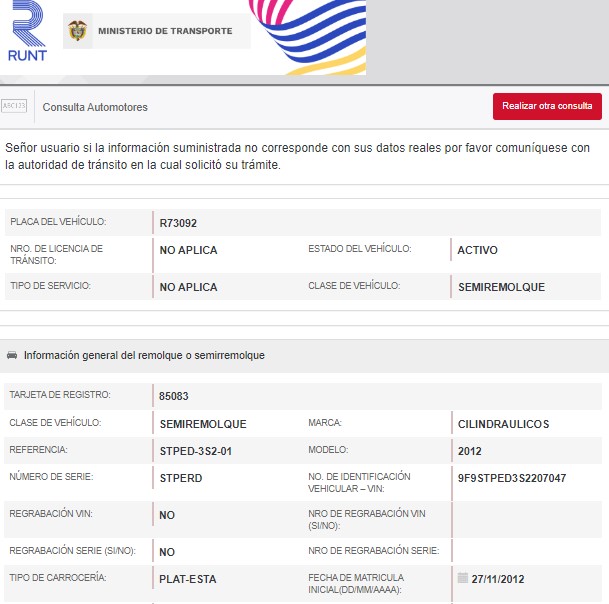 RUNT
MINISTERIO DE TRANSPORTE
ABC123
Consulta Automotores
Realizar otra consulta
Señor usuario si la información suministrada no corresponde con sus datos reales por favor comuníquese con
la autoridad de tránsito en la cual solicitó su trámite.
PLACA DEL VEHÍCULO: R73092
NRO. DE LICENCIA DE TRÁNSITO: NO APLICA ESTADO DEL VEHÍCULO: ACTIVO
TIPO DE SERVICIO: NO APLICA CLASE DE VEHÍCULO: SEMIREMOLQUE
Información general del remolque o semirremolque
TARJETA DE REGISTRO: 85083
CLASE DE VEHÍCULO: SEMIREMOLQUE MARCA: CILINDRAULICOS
REFERENCIA: STPED-3S2-01 MODELO: 2012
NÚMERO DE SERIE: STPERD NO. DE IDENTIFICACIÓN VEHICULAR – VIN: 9F9STPED3S2207047
REGRABACIÓN VIN: NO NRO DE REGRABACIÓN VIN (SI/NO):
REGRABACIÓN SERIE (SI/NO): NO NRO DE REGRABACIÓN SERIE:
TIPO DE CARROCERÍA: PLAT-ESTA FECHA DE MATRICULA INICIAL(DD/MM/AAAA): 27/11/2012